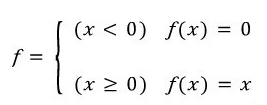 (x < 0) f(x) = 0
f =
(x ≥ 0) f(x) = x